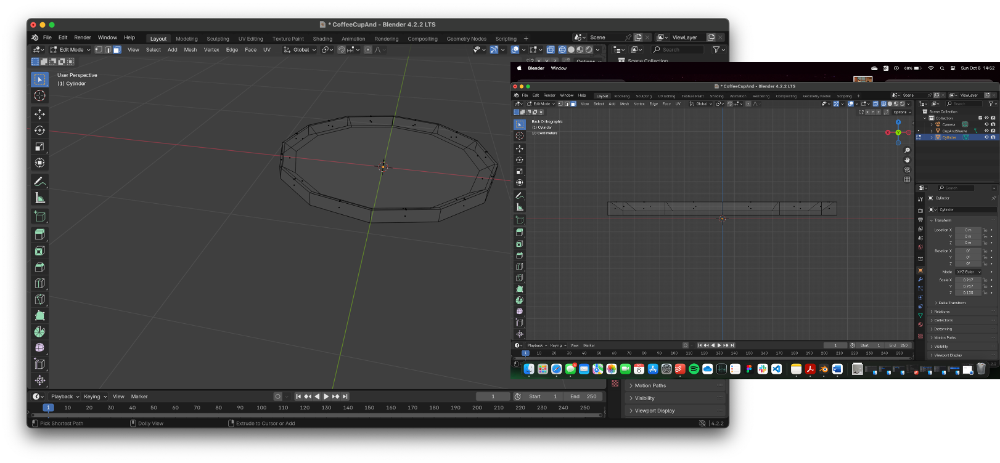 * CoffeeCupAnd - Blender 4.2.2 LTS
File Edit Render Window Help Layout Modeling Sculpting UV Editing Texture Paint Shading Animation Rendering Compositing Geometry Nodes Scripting + Scene ViewLayer
Edit Mode View Select Add Mesh Vertex Edge Face UV Global Search
Options
Scene Collection
User Perspective
(1) Cylinder
Playback Keying View Marker 1 Start 1 End 250
1 10 20 30 40 50 60 70 80 90 100 110 120 130 140 150 160 170 180 190 200 210 220 230 240 250
Pick Shortest Path Dolly View Extrude to Cursor or Add 4.2.2
Motion Paths
Visibility
Viewport Display
Blender Window 66% Sun Oct 6 14:52
* CoffeeCupAnd - Blender 4.2.2 LTS
File Edit Render Window Help Layout Modeling Sculpting UV Editing Texture Paint Shading Animation Rendering Compositing Geometry Nodes Scripting + Scene ViewLayer
Edit Mode View Select Add Mesh Vertex Edge Face UV Global Search
X Y Z Options
Back Orthographic
(1) Cylinder
10 Centimeters
Z
X Y
Scene Collection
Collection
Camera
CupAndSleeve
Cylinder
Search
Cylinder
Cylinder
Transform
Location X 0 m
Y 0 m
Z 0 m
Rotation X 0°
Y 0°
Z 0°
Mode XYZ Euler
Scale X 0.917
Y 0.917
Z 0.135
Delta Transform
Relations
Collections
Instancing
Motion Paths
Visibility
Viewport Display
Playback Keying View Marker 1 Start 1 End 250
1 10 20 30 40 50 60 70 80 90 100 110 120 130 140 150 160 170 180 190 200 210 220 230 240 250